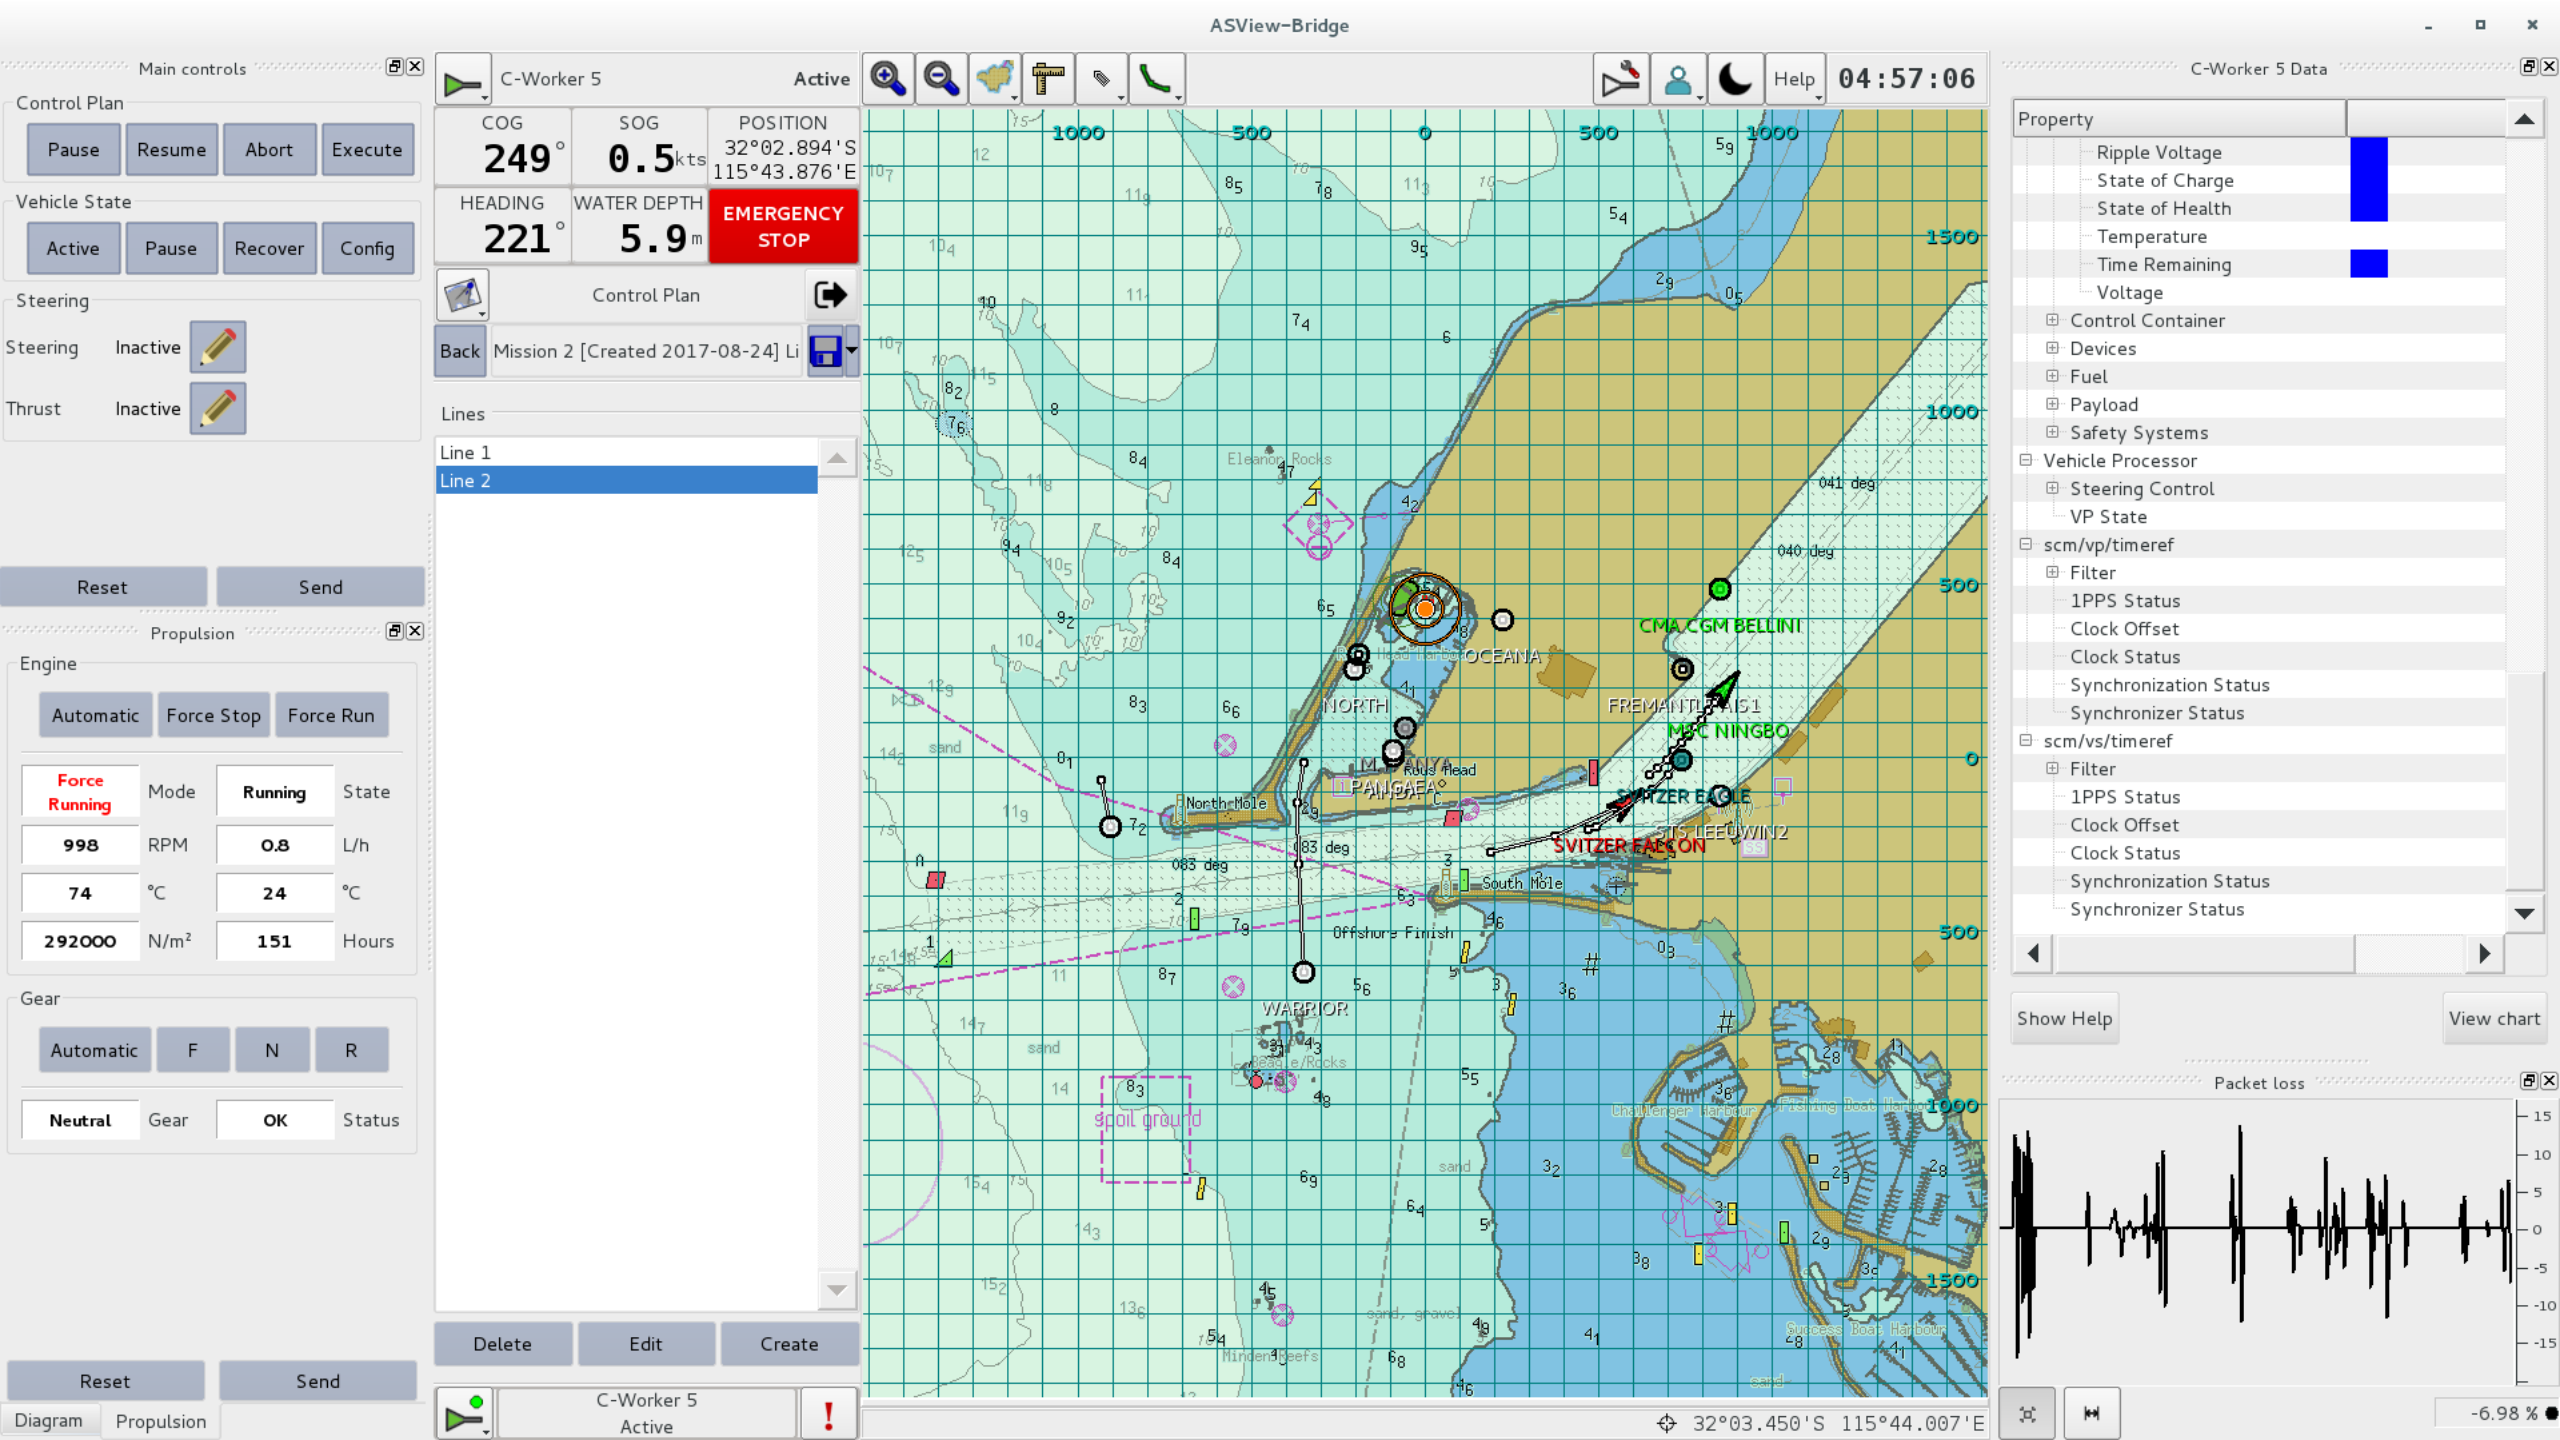 ASView-Bridge
Main controls
Control Plan
Pause Resume Abort Execute
Vehicle State
Active Pause Recover Config
Steering
Steering Inactive
Thrust Inactive
Reset Send
Propulsion
Engine
Automatic Force Stop Force Run
Force Running Mode Running State
998 RPM 0.8 L/h
74 °C 24 °C
292000 N/m² 151 Hours
Gear
Automatic F N R
Neutral Gear OK Status
Reset Send
Diagram Propulsion
C-Worker 5 Active
COG SOG POSITION
249° 0.5 kts 32°02.894'S
115°43.876'E
HEADING WATER DEPTH EMERGENCY STOP
221° 5.9 m
Control Plan
Back Mission 2 [Created 2017-08-24] Li
Lines
Line 1
Line 2
Delete Edit Create
C-Worker 5
Active
!
Help 04:57:06
1000 500 0 500 1000
1500
1000
500
0
500
1000
1500
Eleanor Rocks
041 deg
040 deg
CMA CGM BELLINI
OCEANA
NORTH
FREMANTLE AIS1
MSC NINGBO
Rous Head
PANGAEA
North Mole
SVITZER EAGLE
STS LEEUWIN2
SVITZER FALCON
083 deg
083 deg
South Mole
Offshore Finish
WARRIOR
Beagle Rocks
spoil ground
Challenger Harbour
Fishing Boat Harbour
Success Boat Harbour
Minden Reefs
sand
sand
sand
sand, gravel
sand
32°03.450'S 115°44.007'E
C-Worker 5 Data
Property
Ripple Voltage
State of Charge
State of Health
Temperature
Time Remaining
Voltage
Control Container
Devices
Fuel
Payload
Safety Systems
Vehicle Processor
Steering Control
VP State
scm/vp/timeref
Filter
1PPS Status
Clock Offset
Clock Status
Synchronization Status
Synchronizer Status
scm/vs/timeref
Filter
1PPS Status
Clock Offset
Clock Status
Synchronization Status
Synchronizer Status
Show Help View chart
Packet loss
15
10
5
0
-5
-10
-15
-6.98 %